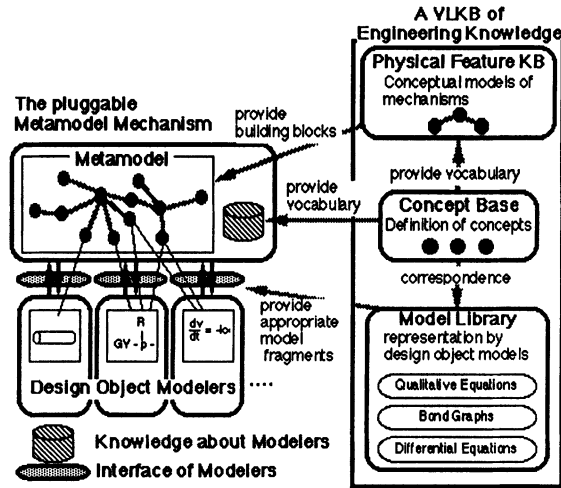 A VLKB of
Engineering Knowledge
Physical Feature KB
Conceptual models of
mechanisms
The pluggable
Metamodel Mechanism
provide
building blocks
Metamodel
provide vocabulary
provide
vocabulary
Concept Base
Definition of concepts
correspondence
provide
appropriate
model
fragments
R
GY
Model Library
representation by
design object models
Qualitative Equations
Bond Graphs
Differential Equations
Design Object Modelers
....
Knowledge about Modelers
Interface of Modelers